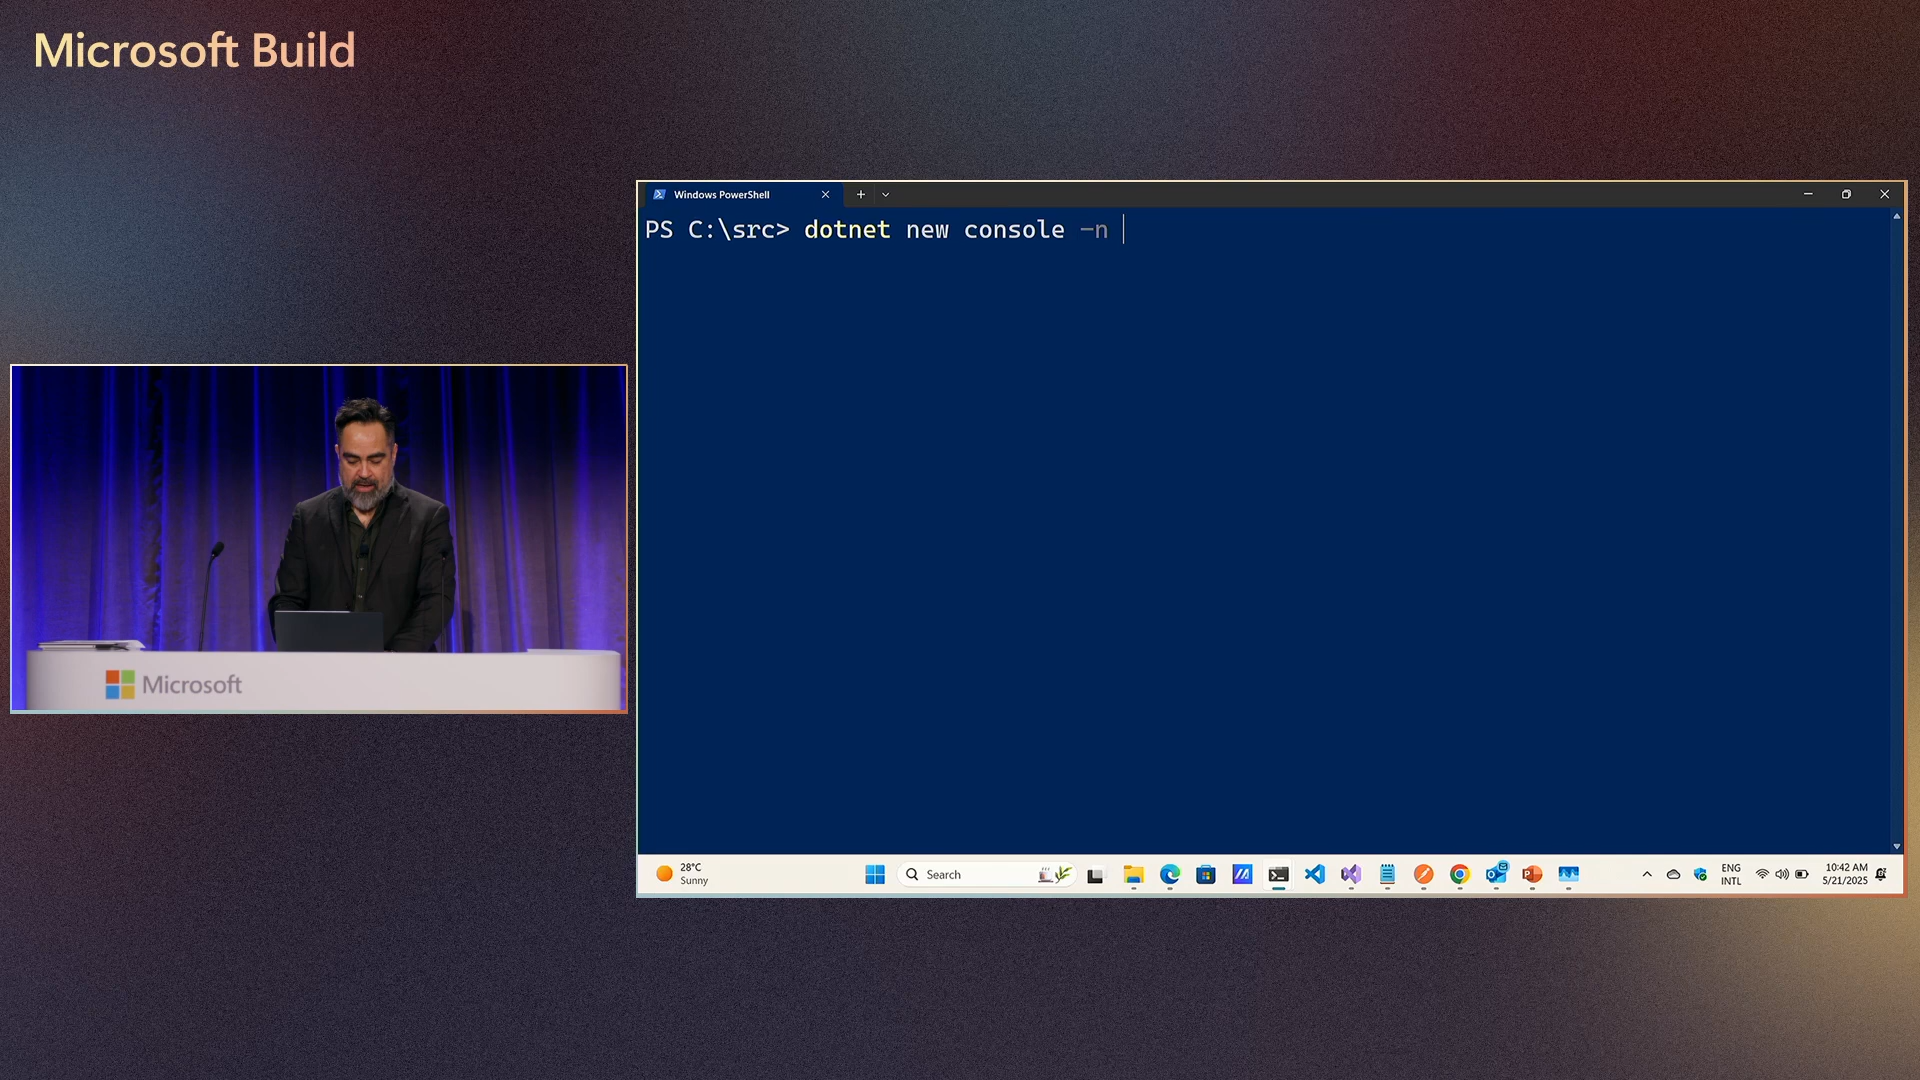 Microsoft Build
Windows PowerShell
PS C:\src> dotnet new console -n
Microsoft
28°C
Sunny
Search
ENG
INTL
10:42 AM
5/21/2025